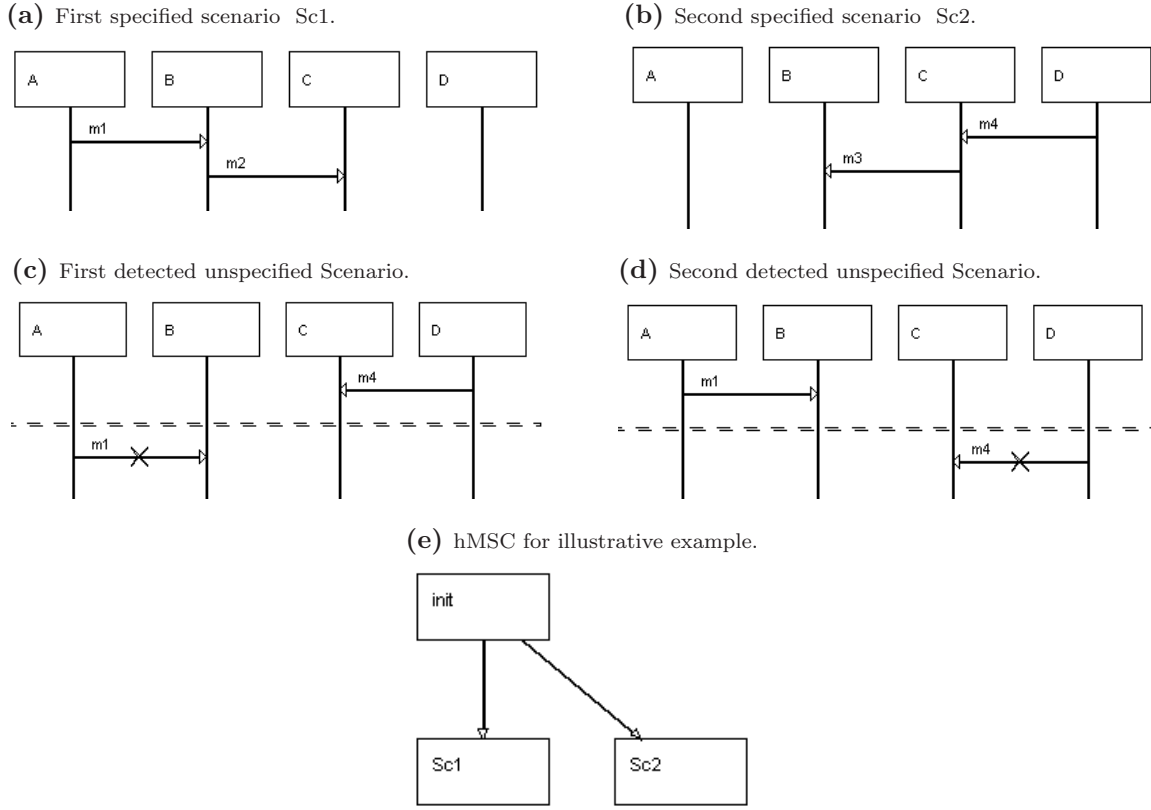 (a) First specified scenario Sc1.
A B C D
m1
m2
(b) Second specified scenario Sc2.
A B C D
m4
m3
(c) First detected unspecified Scenario.
A B C D
m4
m1
(d) Second detected unspecified Scenario.
A B C D
m1
m4
(e) hMSC for illustrative example.
init
Sc1 Sc2